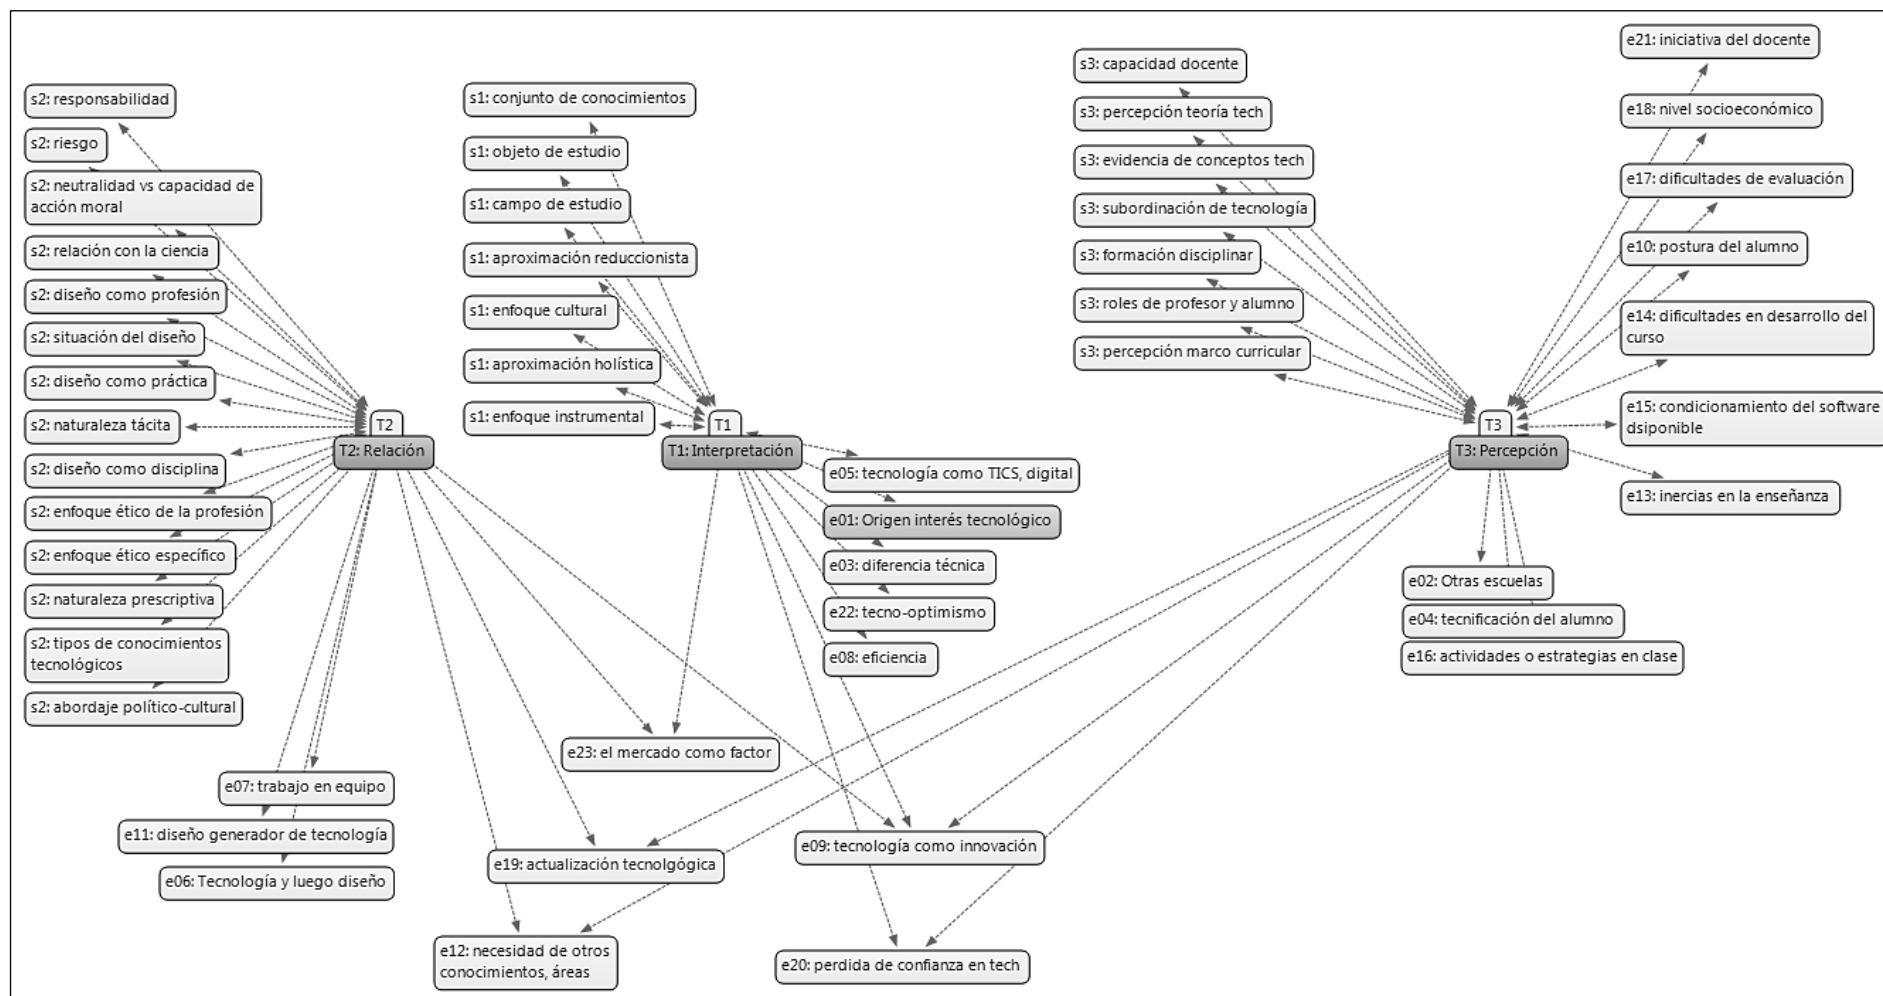 s2: responsabilidad
s2: riesgo
s2: neutralidad vs capacidad de
acción moral
s2: relación con la ciencia
s2: diseño como profesión
s2: situación del diseño
s2: diseño como práctica
s2: naturaleza tácita
s2: diseño como disciplina
s2: enfoque ético de la profesión
s2: enfoque ético específico
s2: naturaleza prescriptiva
s2: tipos de conocimientos
tecnológicos
s2: abordaje político-cultural
T2
T2: Relación
e07: trabajo en equipo
e11: diseño generador de tecnología
e06: Tecnología y luego diseño
s1: conjunto de conocimientos
s1: objeto de estudio
s1: campo de estudio
s1: aproximación reduccionista
s1: enfoque cultural
s1: aproximación holística
s1: enfoque instrumental
T1
T1: Interpretación
e05: tecnología como TICS, digital
e01: Origen interés tecnológico
e03: diferencia técnica
e22: tecno-optimismo
e08: eficiencia
e23: el mercado como factor
e19: actualización tecnolgógica
e09: tecnología como innovación
e12: necesidad de otros
conocimientos, áreas
e20: perdida de confianza en tech
s3: capacidad docente
s3: percepción teoría tech
s3: evidencia de conceptos tech
s3: subordinación de tecnología
s3: formación disciplinar
s3: roles de profesor y alumno
s3: percepción marco curricular
T3
T3: Percepción
e21: iniciativa del docente
e18: nivel socioeconómico
e17: dificultades de evaluación
e10: postura del alumno
e14: dificultades en desarrollo del
curso
e15: condicionamiento del software
dsiponible
e13: inercias en la enseñanza
e02: Otras escuelas
e04: tecnificación del alumno
e16: actividades o estrategias en clase